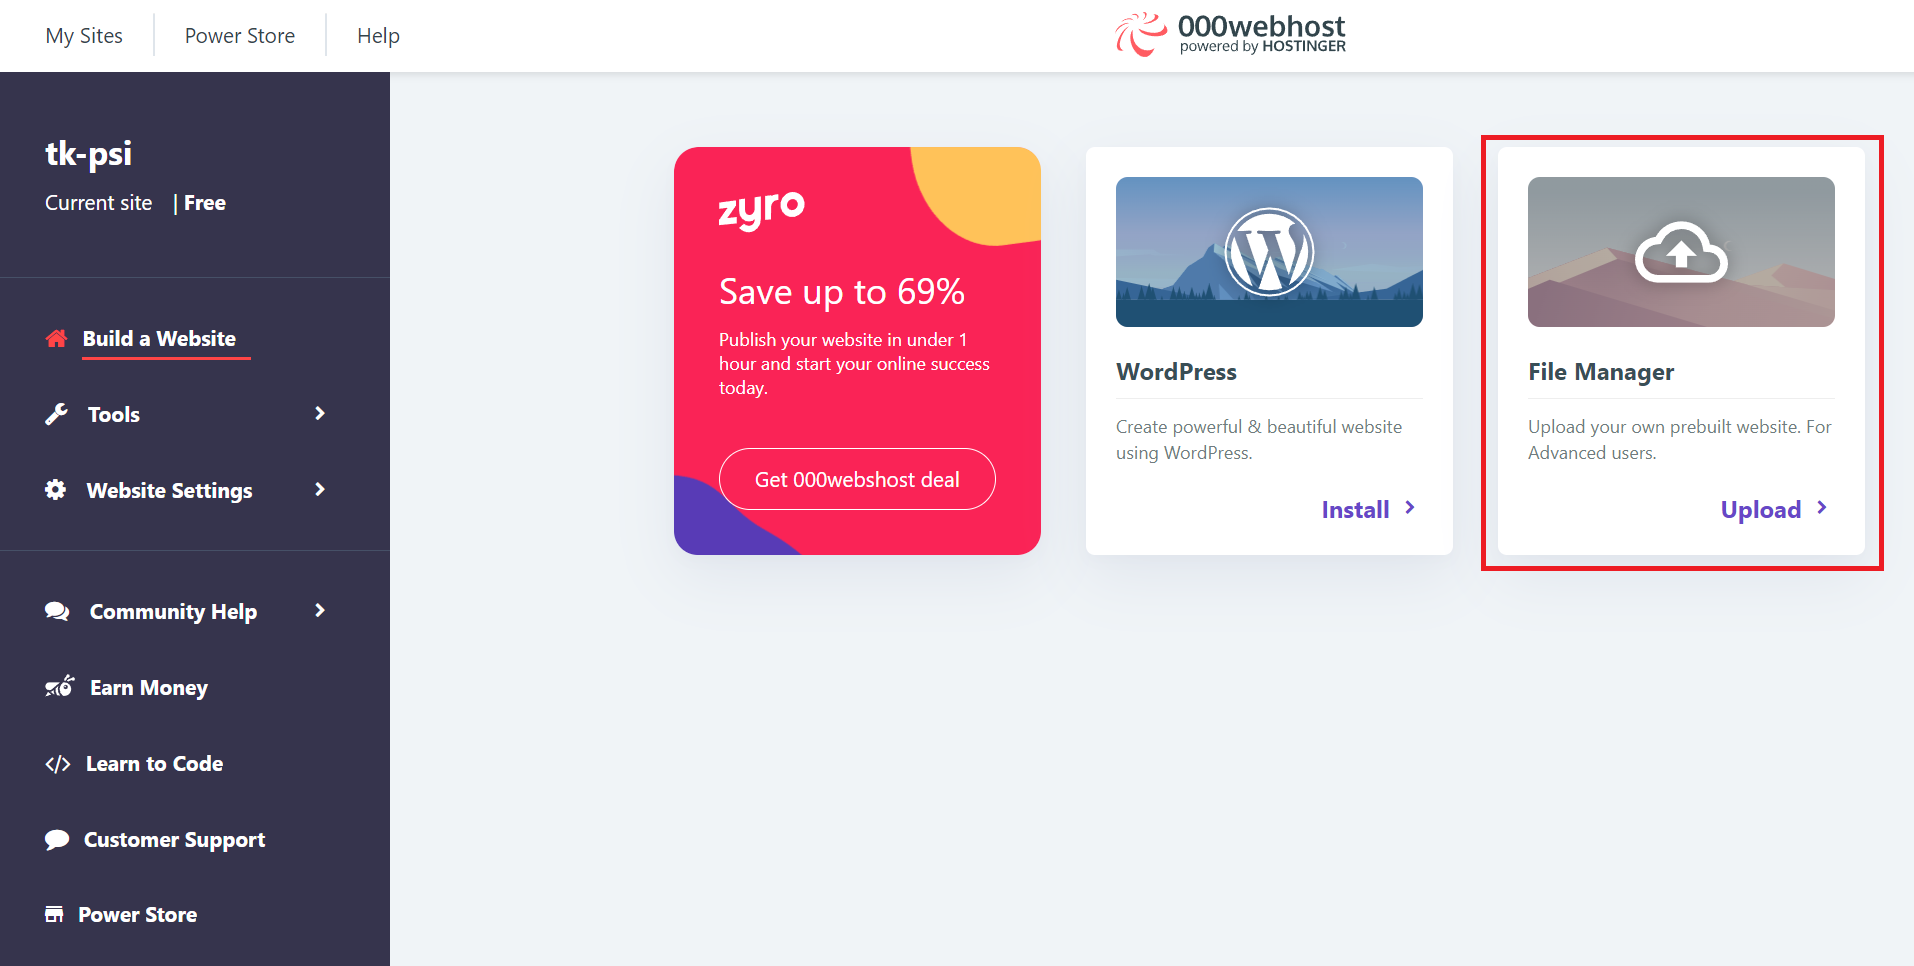 My Sites
Power Store
Help
000webhost
powered by HOSTINGER
tk-psi
Current site | Free
Build a Website
Tools
Website Settings
Community Help
Earn Money
Learn to Code
Customer Support
Power Store
zyro
Save up to 69%
Publish your website in under 1
hour and start your online success
today.
Get 000webshost deal
WordPress
Create powerful & beautiful website
using WordPress.
Install
File Manager
Upload your own prebuilt website. For
Advanced users.
Upload